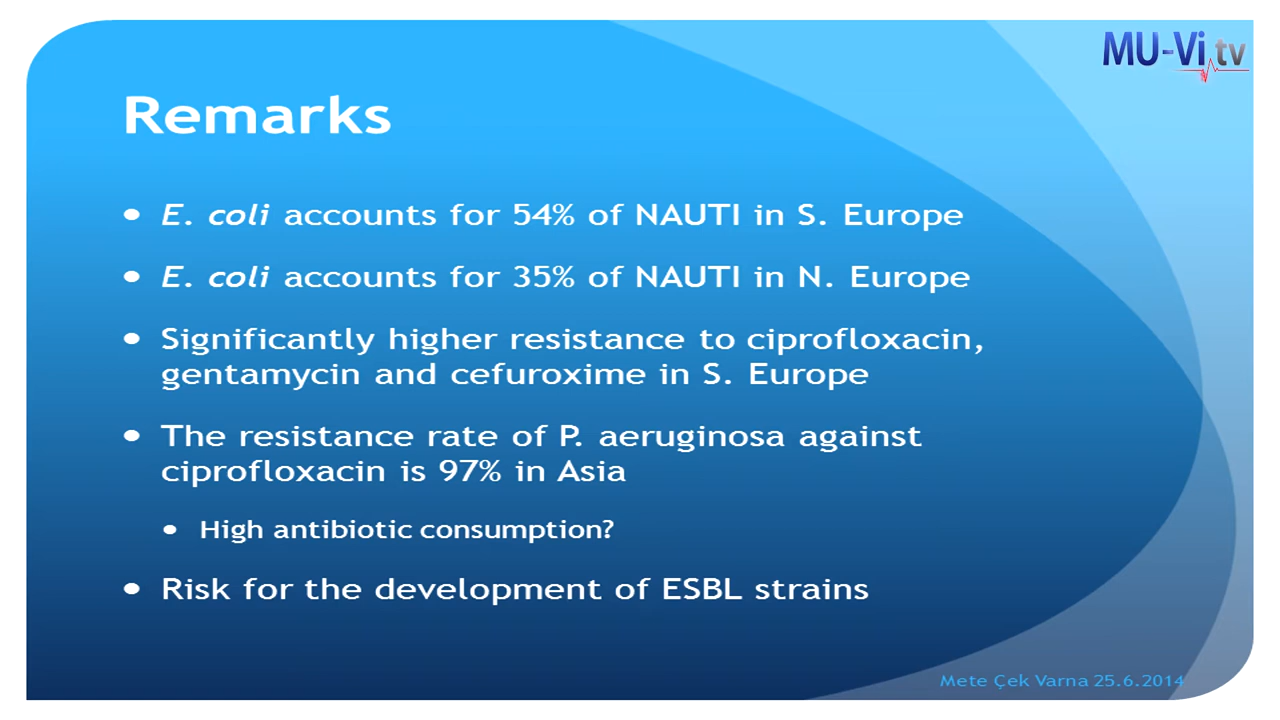 MU-Vi.tv
Remarks
• E. coli accounts for 54% of NAUTI in S. Europe
• E. coli accounts for 35% of NAUTI in N. Europe
• Significantly higher resistance to ciprofloxacin,
gentamycin and cefuroxime in S. Europe
• The resistance rate of P. aeruginosa against
ciprofloxacin is 97% in Asia
• High antibiotic consumption?
• Risk for the development of ESBL strains
Mete Çek Varna 25.6.2014